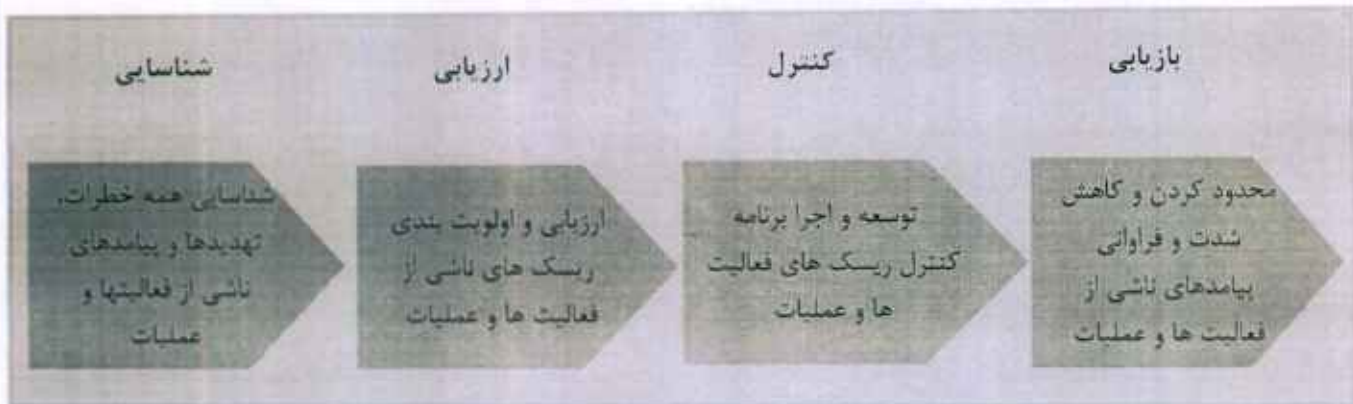 شناسایی
ارزیابی
کنترل
بازیابی
شناسایی همه خطرات،
تهدیدها و پیامدهای
ناشی از فعالیتها و
عملیات
ارزیابی و اولویت بندی
ریسک های ناشی از
فعالیت ها و عملیات
توسعه و اجرا برنامه
کنترل ریسک های فعالیت
ها و عملیات
محدود کردن و کاهش
شدت و فراوانی
پیامدهای ناشی از
فعالیت ها و عملیات